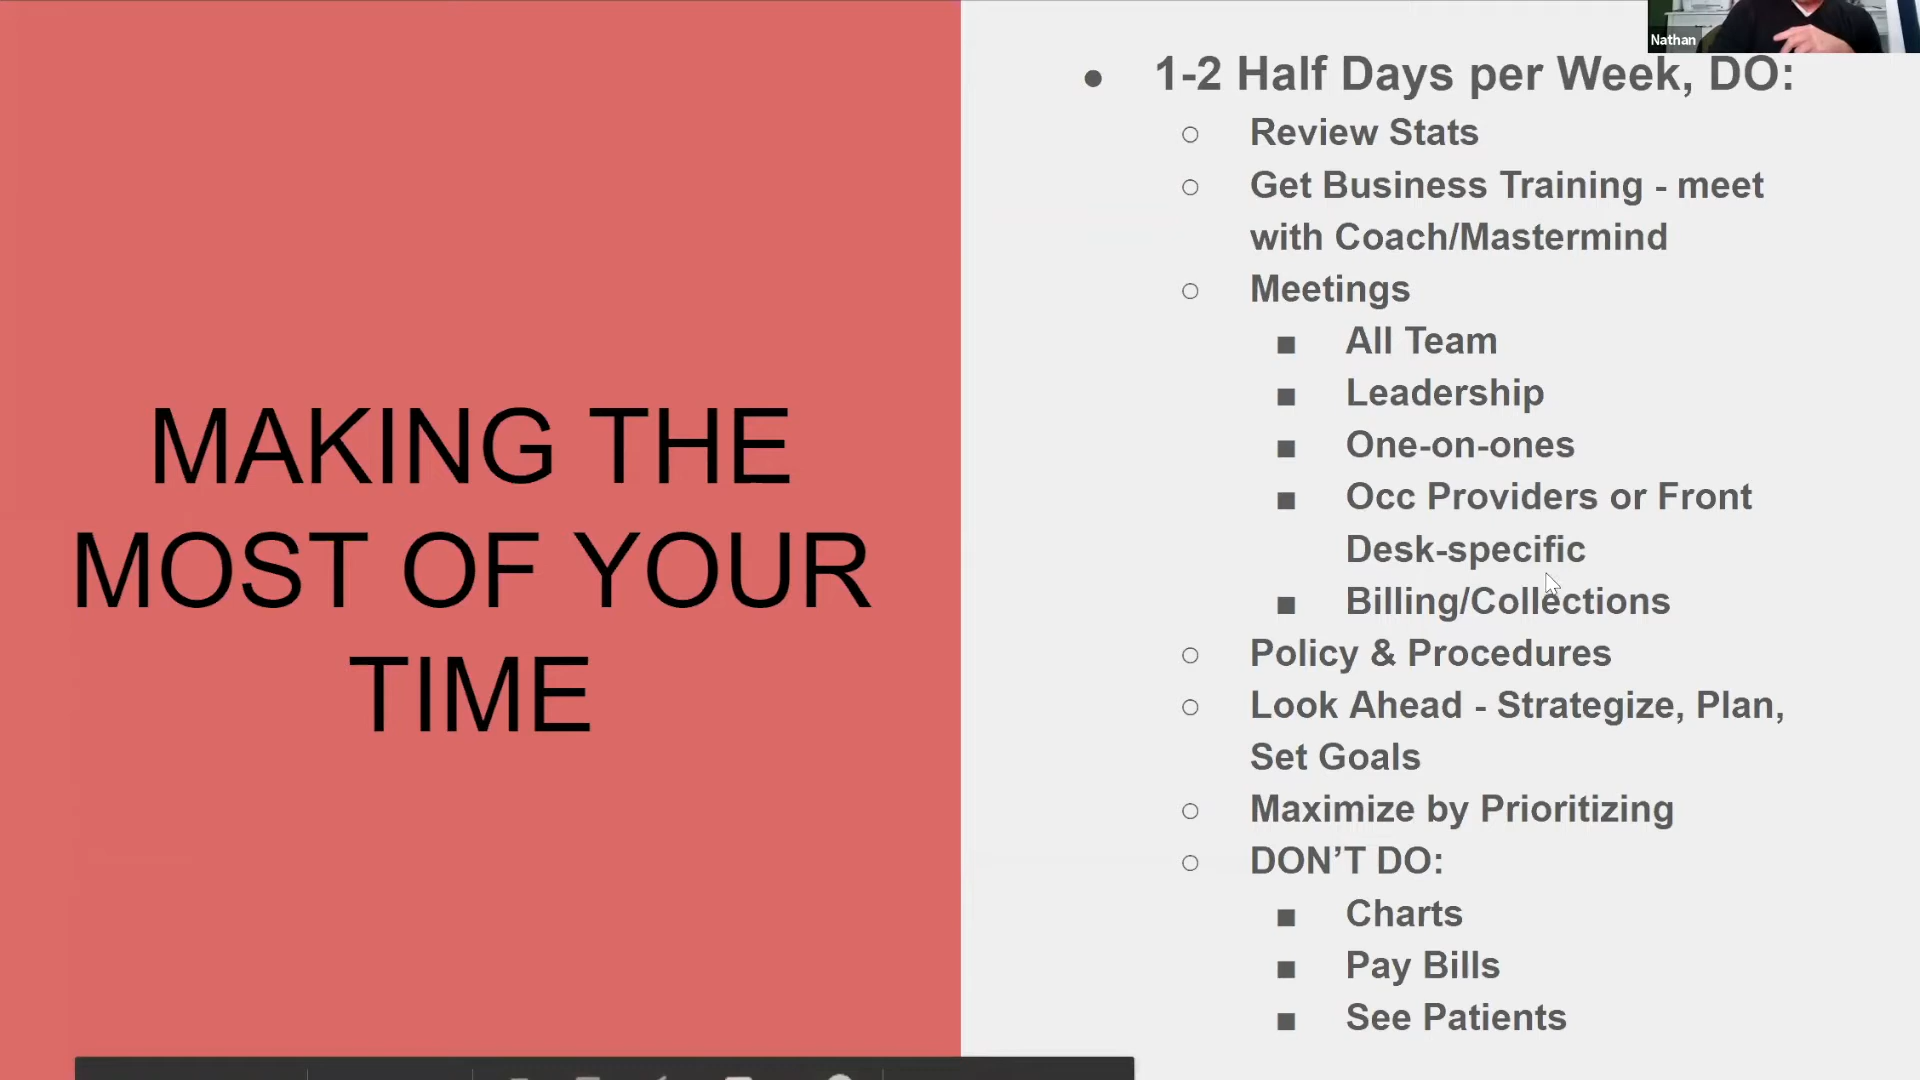 MAKING THE
MOST OF YOUR
TIME
Nathan
● 1-2 Half Days per Week, DO:
○ Review Stats
○ Get Business Training - meet
with Coach/Mastermind
○ Meetings
■ All Team
■ Leadership
■ One-on-ones
■ Occ Providers or Front
Desk-specific
■ Billing/Collections
○ Policy & Procedures
○ Look Ahead - Strategize, Plan,
Set Goals
○ Maximize by Prioritizing
○ DON’T DO:
■ Charts
■ Pay Bills
■ See Patients